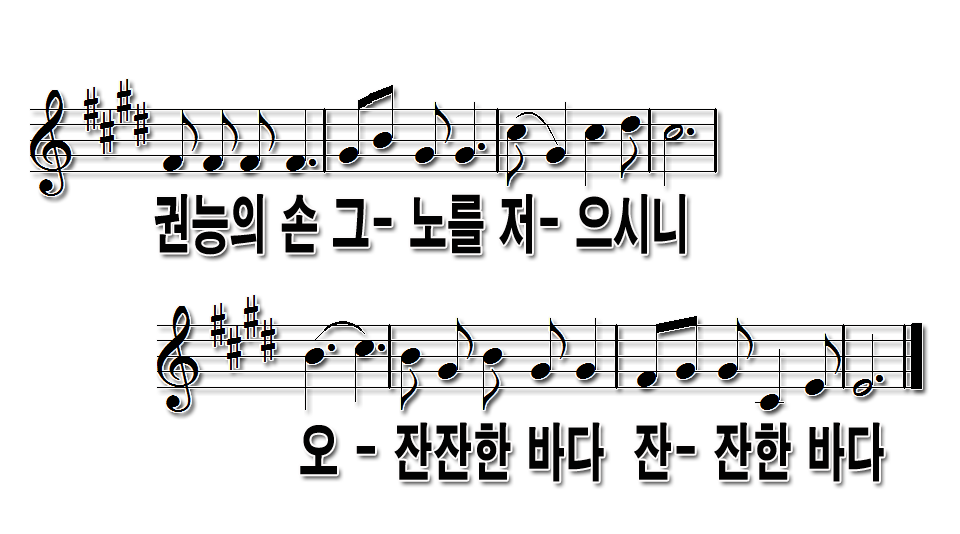 권능의 손 그- 노를 저- 으시니
오 - 잔잔한 바다 잔- 잔한 바다